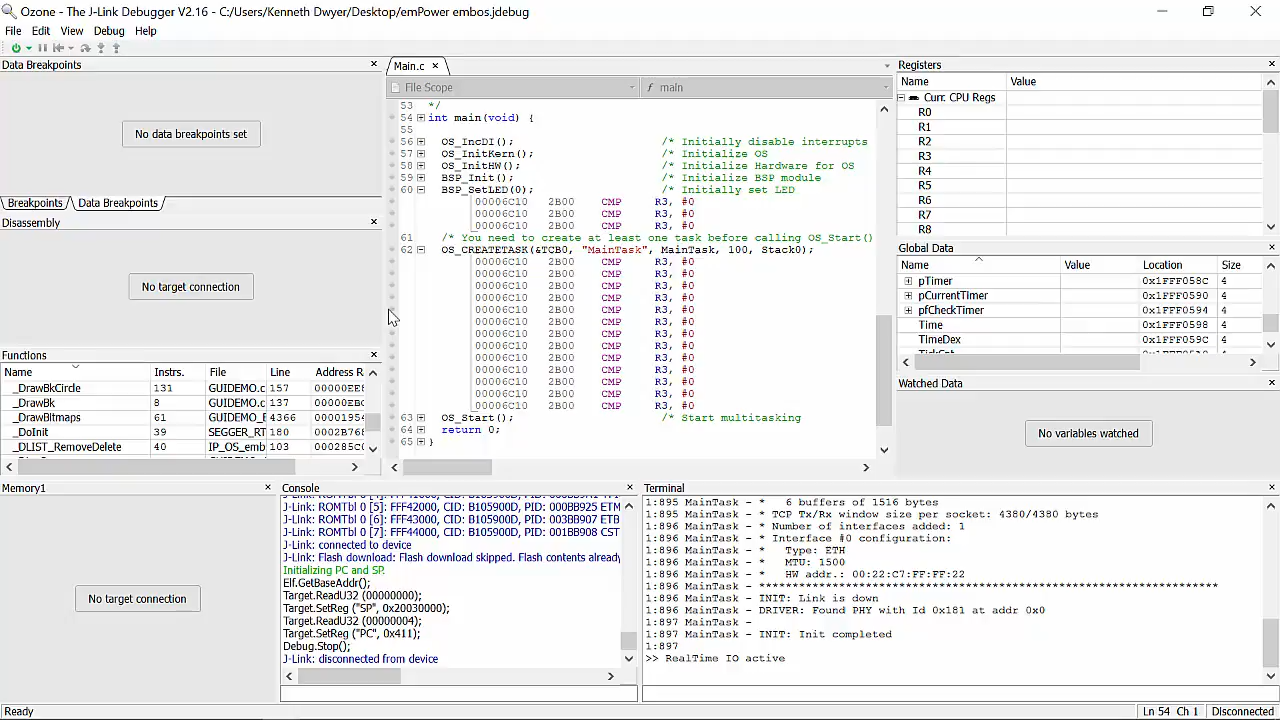 Ozone - The J-Link Debugger V2.16 - C:/Users/Kenneth Dwyer/Desktop/emPower embos.jdebug
File Edit View Debug Help
Data Breakpoints
No data breakpoints set
Breakpoints Data Breakpoints
Disassembly
No target connection
Functions
Name Instrs. File Line Address R
_DrawBkCircle 131 GUIDEMO.c 157
_DrawBk 8 GUIDEMO.c 137
_DrawBitmaps 61 4366 00001954
_DoInit 39 180
_DLIST_RemoveDelete 40 103 000285C
Main.c
File Scope main
53 */
54 int main(void) {
55
56 OS_IncDI(); /* Initially disable interrupts
57 OS_InitKern(); /* Initialize OS
58 OS_InitHW(); /* Initialize Hardware for OS
59 BSP_Init(); /* Initialize BSP module
60 BSP_SetLED(0); /* Initially set LED
00006C10 2B00 CMP R3, #0
00006C10 2B00 CMP R3, #0
00006C10 2B00 CMP R3, #0
61 /* You need to create at least one task before calling OS_Start()
62 OS_CREATETASK(&TCB0, "MainTask", MainTask, 100, Stack0);
00006C10 2B00 CMP R3, #0
00006C10 2B00 CMP R3, #0
00006C10 2B00 CMP R3, #0
00006C10 2B00 CMP R3, #0
00006C10 2B00 CMP R3, #0
00006C10 2B00 CMP R3, #0
00006C10 2B00 CMP R3, #0
00006C10 2B00 CMP R3, #0
00006C10 2B00 CMP R3, #0
00006C10 2B00 CMP R3, #0
00006C10 2B00 CMP R3, #0
00006C10 2B00 CMP R3, #0
00006C10 2B00 CMP R3, #0
63 OS_Start(); /* Start multitasking
64 return 0;
65 }
Registers
Name Value
Curr. CPU Regs
R0
R1
R2
R3
R4
R5
R6
R7
R8
Global Data
Name Value Location Size
pTimer 0x1FFF058C 4
pCurrentTimer 0x1FFF0590 4
pfCheckTimer 0x1FFF0594 4
Time 0x1FFF0598 4
TimeDex 0x1FFF059C 4
Watched Data
No variables watched
Memory1
No target connection
Console
J-Link: ROMTbl 0 [5]: FFF42000, CID: B105900D, PID: 000BB925 ETM
J-Link: ROMTbl 0 [6]: FFF43000, CID: B105900D, PID: 003BB907 ETB
J-Link: ROMTbl 0 [7]: FFF44000, CID: B105900D, PID: 001BB908 CST
J-Link: connected to device
J-Link: Flash download: Flash download skipped. Flash contents already
Initializing PC and SP.
Elf.GetBaseAddr();
Target.ReadU32 (00000000);
Target.SetReg ("SP", 0x20030000);
Target.ReadU32 (00000004);
Target.SetReg ("PC", 0x411);
Debug.Stop();
J-Link: disconnected from device
Terminal
1:895 MainTask - * 6 buffers of 1516 bytes
1:895 MainTask - * TCP Tx/Rx window size per socket: 4380/4380 bytes
1:896 MainTask - * Number of interfaces added: 1
1:896 MainTask - * Interface #0 configuration:
1:896 MainTask - * Type: ETH
1:896 MainTask - * MTU: 1500
1:896 MainTask - * HW addr.: 00:22:C7:FF:FF:22
1:896 MainTask - *********************************************************************
1:896 MainTask - INIT: Link is down
1:896 MainTask - DRIVER: Found PHY with Id 0x181 at addr 0x0
1:897 MainTask -
1:897 MainTask - INIT: Init completed
1:897
>> RealTime IO active
Ready Ln 54 Ch 1 Disconnected